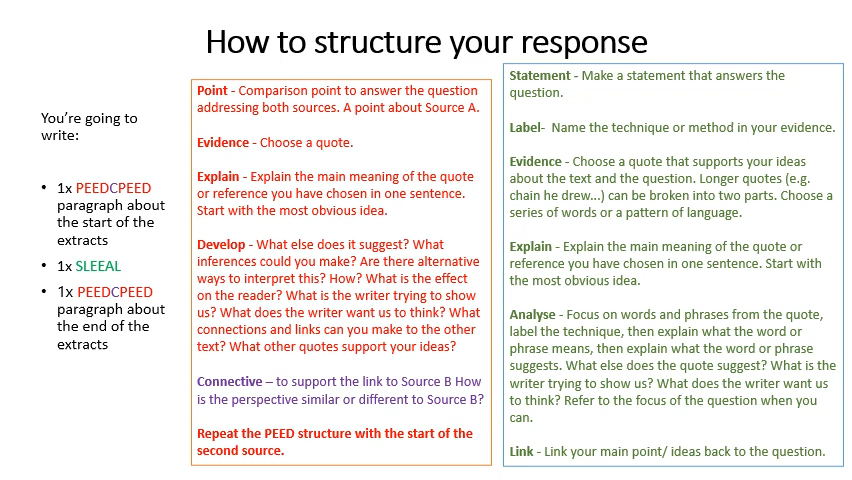 How to structure your response
You're going to
write:
• 1x PEEDCPEED
paragraph about
the start of the
extracts
• 1x SLEEAL
• 1x PEEDCPEED
paragraph about
the end of the
extracts
Point - Comparison point to answer the question
addressing both sources. A point about Source A.
Evidence - Choose a quote.
Explain - Explain the main meaning of the quote
or reference you have chosen in one sentence.
Start with the most obvious idea.
Develop - What else does it suggest? What
inferences could you make? Are there alternative
ways to interpret this? How? What is the effect
on the reader? What is the writer trying to show
us? What does the writer want us to think? What
connections and links can you make to the other
text? What other quotes support your ideas?
Connective – to support the link to Source B How
is the perspective similar or different to Source B?
Repeat the PEED structure with the start of the
second source.
Statement - Make a statement that answers the
question.
Label-  Name the technique or method in your evidence.
Evidence - Choose a quote that supports your ideas
about the text and the question. Longer quotes (e.g.
chain he drew...) can be broken into two parts. Choose a
series of words or a pattern of language.
Explain - Explain the main meaning of the quote or
reference you have chosen in one sentence. Start with
the most obvious idea.
Analyse - Focus on words and phrases from the quote,
label the technique, then explain what the word or
phrase means, then explain what the word or phrase
suggests. What else does the quote suggest? What is the
writer trying to show us? What does the writer want us
to think? Refer to the focus of the question when you
can.
Link - Link your main point/ ideas back to the question.